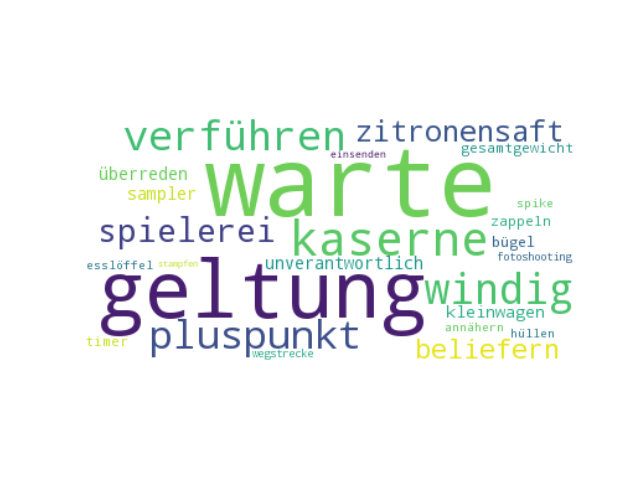 verführen zitronensaft
einsenden gesamtgewicht
warte
überreden
sampler
spike
spielerei kaserne zappeln
bügel
fotoshooting
esslöffel stampfen unverantwortlich
geltung windig
kleinwagen
pluspunkt annähern hüllen
timer wegstrecke beliefern